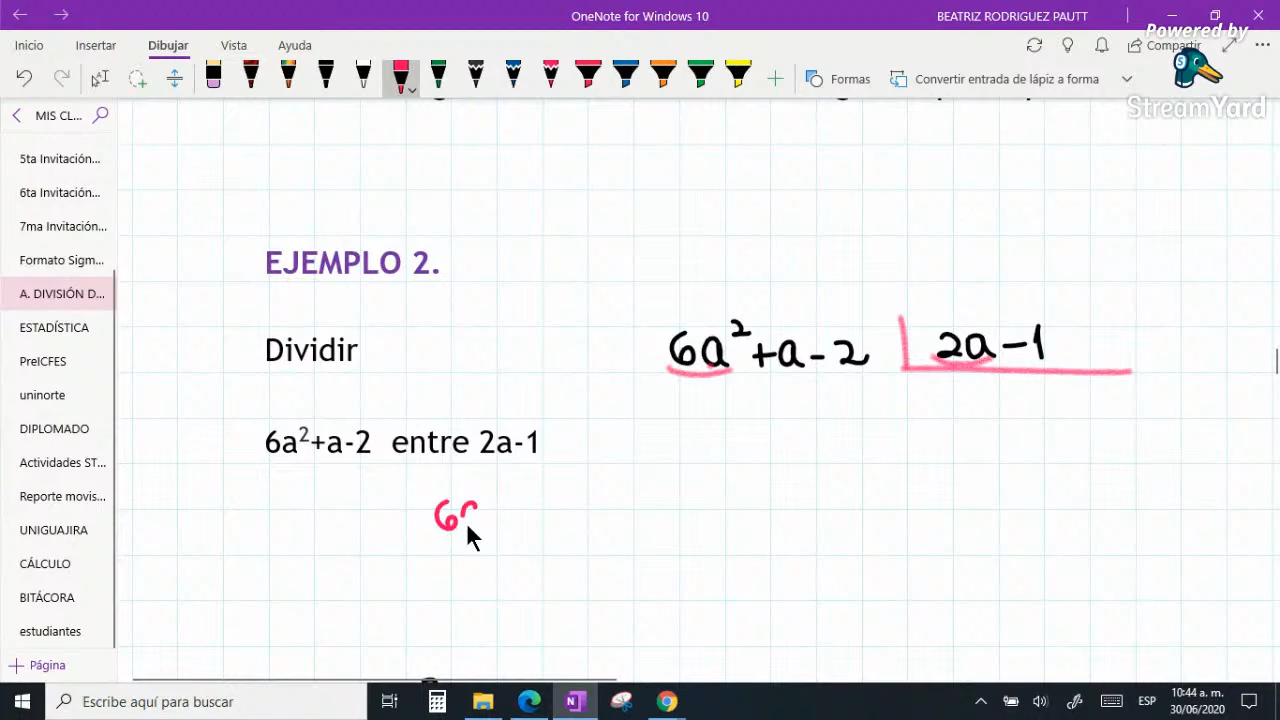 OneNote for Windows 10
BEATRIZ RODRIGUEZ PAUTT
Powered by
StreamYard
Inicio Insertar Dibujar Vista Ayuda
Compartir
Formas
Convertir entrada de lápiz a forma
MIS CL...
5ta Invitación...
6ta Invitación...
7ma Invitación...
Formato Sigm...
A. DIVISIÓN D...
ESTADÍSTICA
PreICFES
uninorte
DIPLOMADO
Actividades ST...
Reporte movis...
UNIGUAJIRA
CÁLCULO
BITÁCORA
estudiantes
Página
EJEMPLO 2.
Dividir
6a²+a-2 entre 2a-1
6a²+a-2 2a-1
6
Escribe aquí para buscar
ESP
10:44 a. m.
30/06/2020